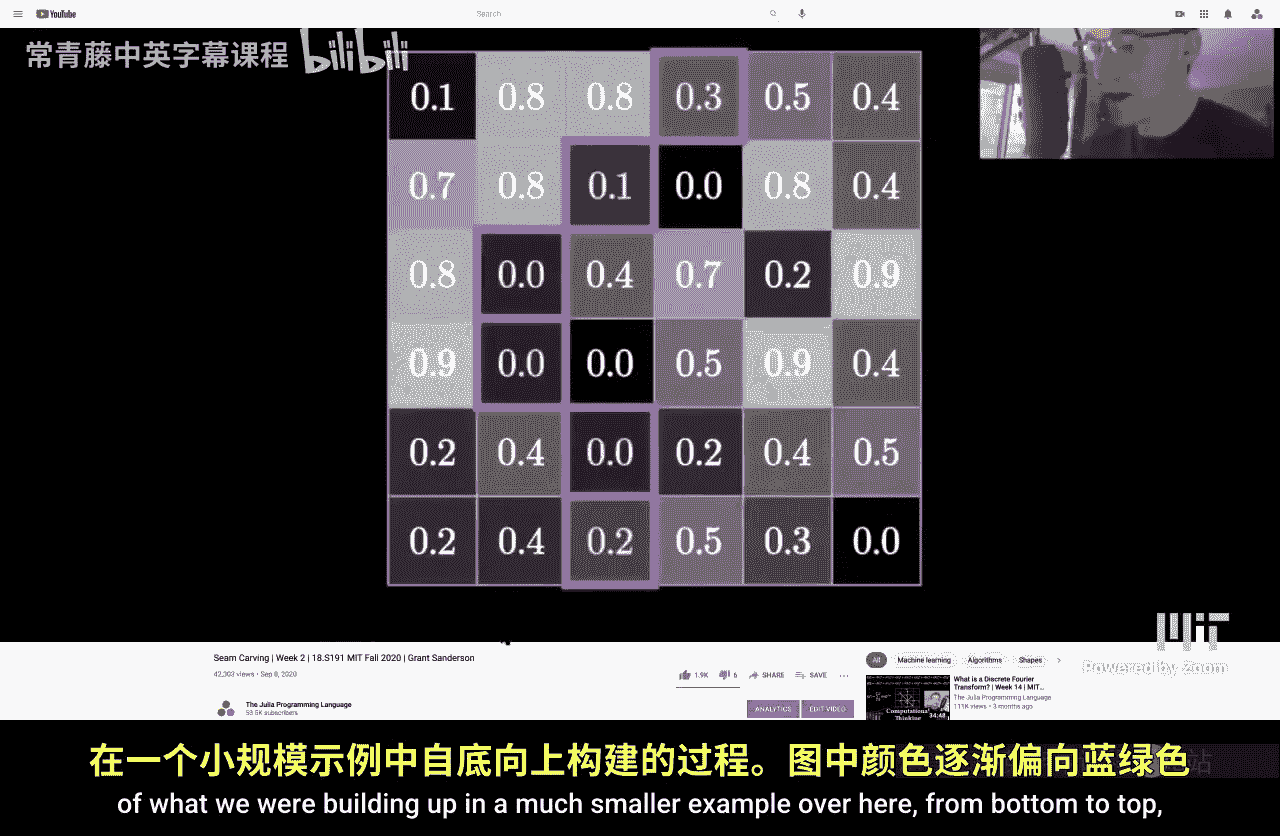 YouTube
Search
常青藤中英字幕课程 bilibili
0.1 0.8 0.8 0.3 0.5 0.4
0.7 0.8 0.1 0.0 0.8 0.4
0.8 0.0 0.4 0.7 0.2 0.9
0.9 0.0 0.0 0.5 0.9 0.4
0.2 0.4 0.0 0.2 0.4 0.5
0.2 0.4 0.2 0.5 0.3 0.0
MIT
Powered by Zoom
Seam Carving | Week 2 | 18.S191 MIT Fall 2020 | Grant Sanderson
42,303 views • Sep 8, 2020
1.9K 6 SHARE SAVE ...
The Julia Programming Language
53.5K subscribers
ANALYTICS EDIT VIDEO
All Machine learning Algorithms Shapes
What is a Discrete Fourier
Transform? | Week 14 | MIT...
The Julia Programming Language
111K views • 3 months ago
Computational
Thinking
34:48
在一个小规模示例中自底向上构建的过程。图中颜色逐渐偏向蓝绿色
of what we were building up in a much smaller example over here, from bottom to top,